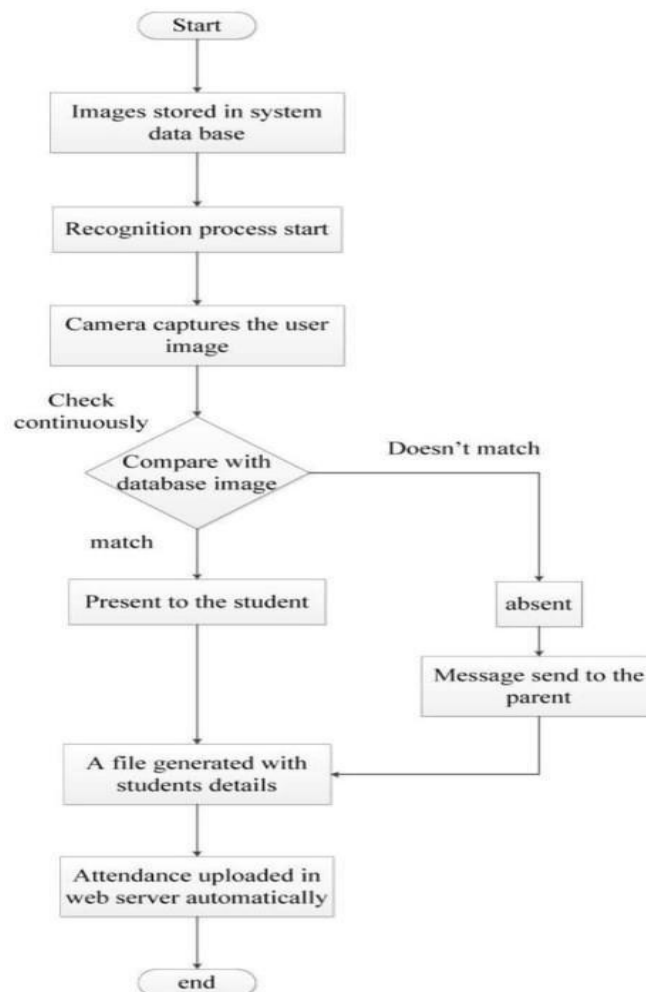 Start
Images stored in system
data base
Recognition process start
Camera captures the user
image
Check
continuously
Compare with
database image
Doesn’t match
match
Present to the student
absent
Message send to the
parent
A file generated with
students details
Attendance uploaded in
web server automatically
end